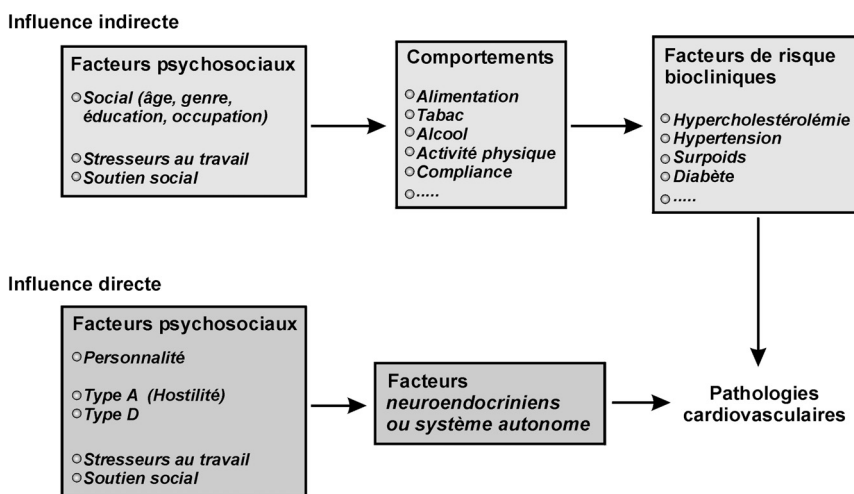 Influence indirecte
Facteurs psychosociaux
Social (âge, genre,
éducation, occupation)
Stresseurs au travail
Soutien social
Comportements
Alimentation
Tabac
Alcool
Activité physique
Compliance
.....
Facteurs de risque
biocliniques
Hypercholestérolémie
Hypertension
Surpoids
Diabète
.....
Influence directe
Facteurs psychosociaux
Personnalité
Type A (Hostilité)
Type D
Stresseurs au travail
Soutien social
Facteurs
neuroendocriniens
ou système autonome
Pathologies
cardiovasculaires